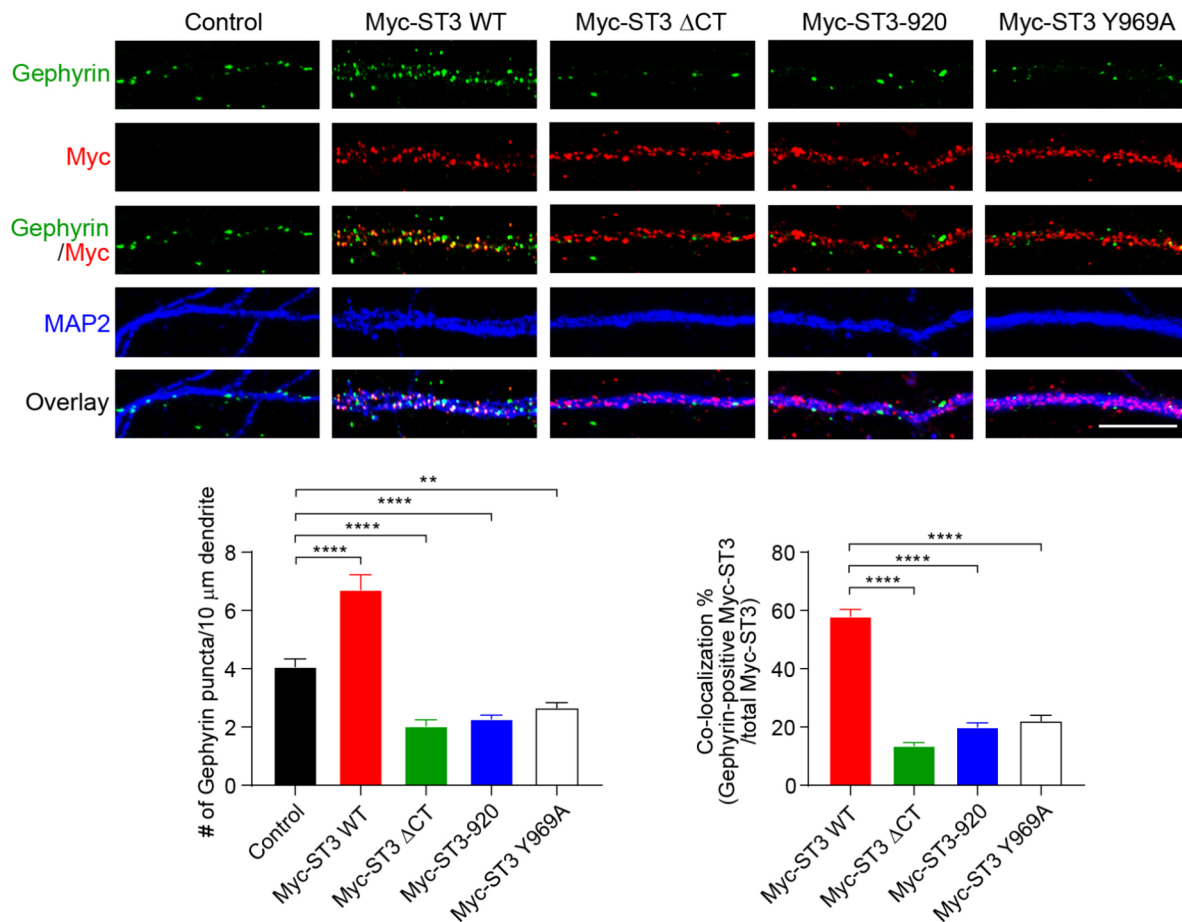 Control Myc-ST3 WT Myc-ST3 ΔCT Myc-ST3-920 Myc-ST3 Y969A
Gephyrin
Myc
Gephyrin
/Myc
MAP2
Overlay
# of Gephyrin puncta/10 μm dendrite
**
****
****
****
8
6
4
2
0
Control
Myc-ST3 WT
Myc-ST3 ΔCT
Myc-ST3-920
Myc-ST3 Y969A
Co-localization %
(Gephyrin-positive Myc-ST3
/total Myc-ST3)
****
****
****
80
60
40
20
0
Myc-ST3 WT
Myc-ST3 ΔCT
Myc-ST3-920
Myc-ST3 Y969A